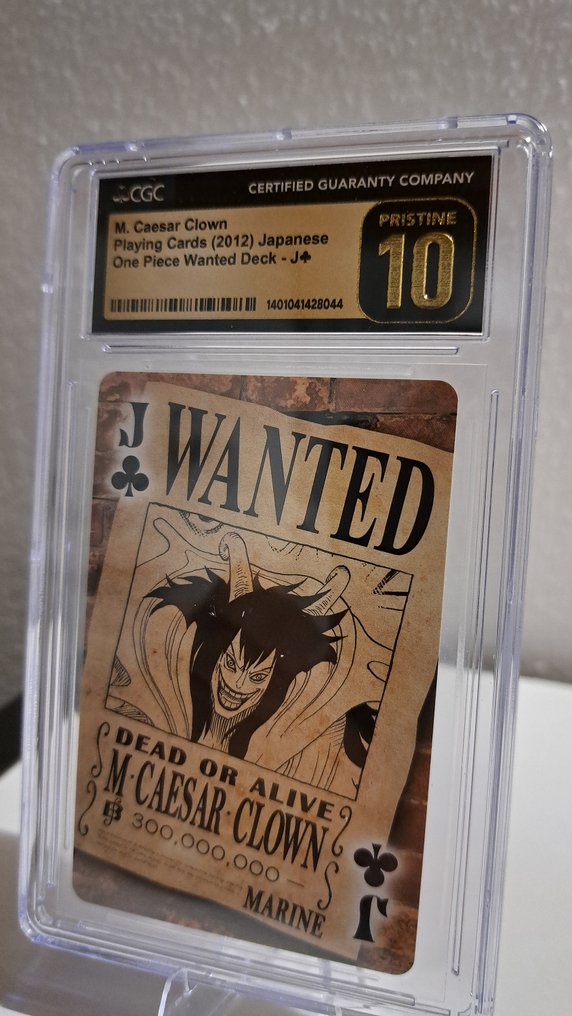 CGC
CERTIFIED GUARANTY COMPANY
M. Caesar Clown
Playing Cards (2012) Japanese
One Piece Wanted Deck - J♣
1401041428044
PRISTINE
10
J
♣
WANTED
DEAD OR ALIVE
M·CAESAR·CLOWN
฿ 300,000,000 —
MARINE
♣
J